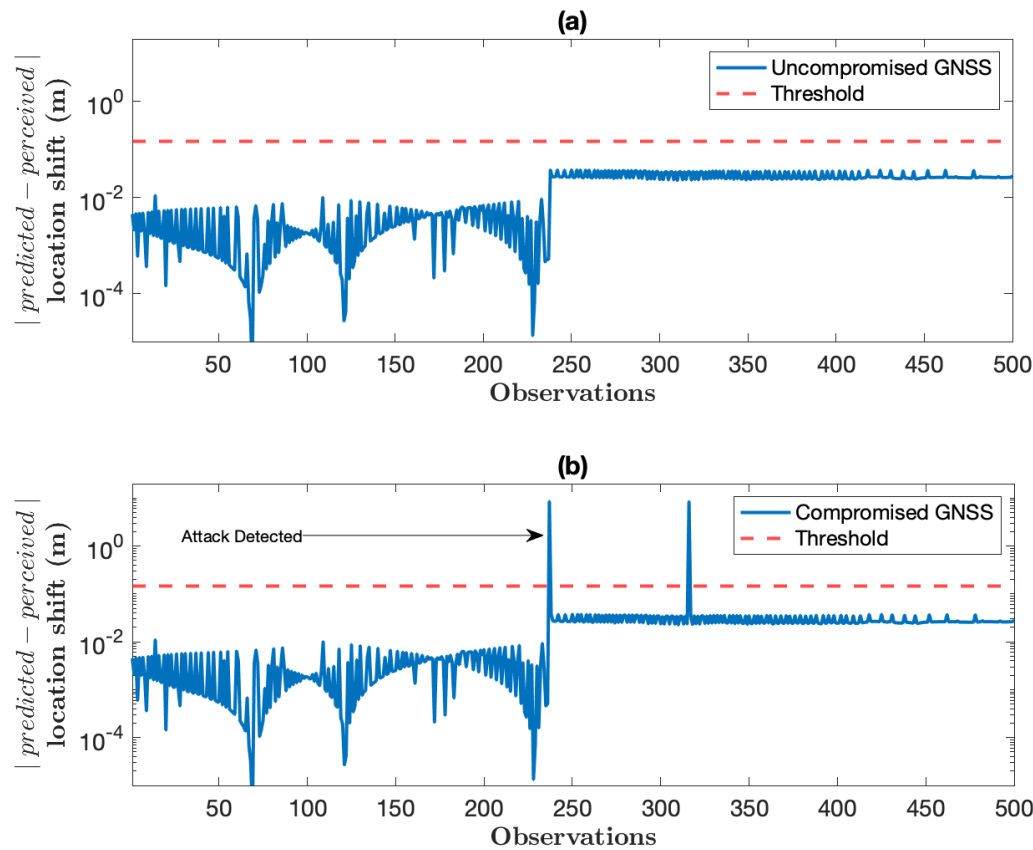 (a)
| predicted − perceived |
location shift (m)
10^0
10^-2
10^-4
Uncompromised GNSS
Threshold
50 100 150 200 250 300 350 400 450 500
Observations
(b)
| predicted − perceived |
location shift (m)
10^0
10^-2
10^-4
Attack Detected
Compromised GNSS
Threshold
50 100 150 200 250 300 350 400 450 500
Observations